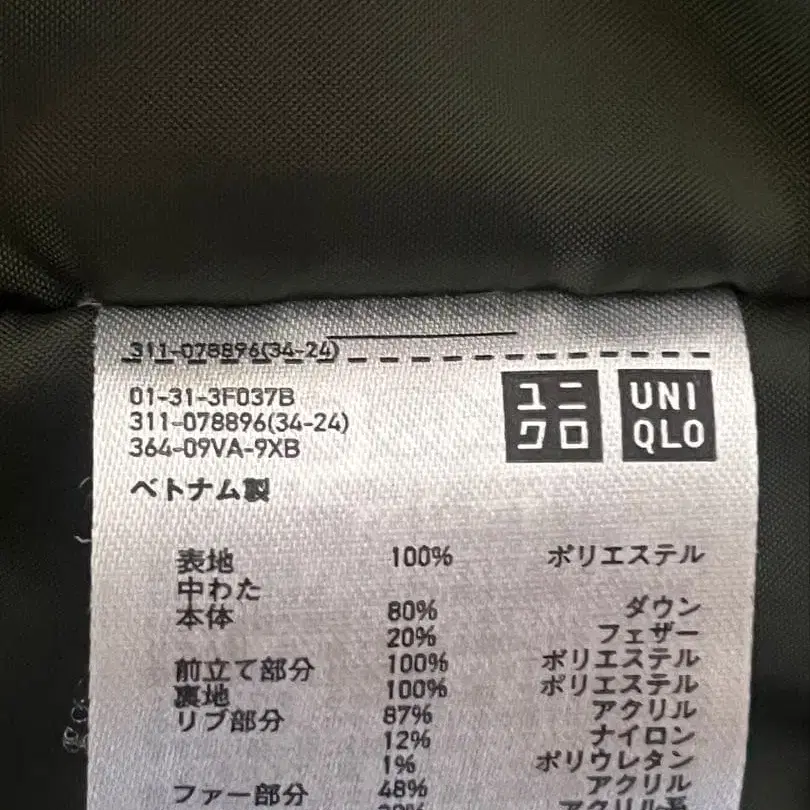 311-078896(34-24)
01-31-3F037B
311-078896(34-24)
364-09VA-9XB
ユニ
クロ
UNI
QLO
ベトナム製
表地 100% ポリエステル
中わた
本体 80% ダウン
20% フェザー
前立て部分 100% ポリエステル
裏地 100% ポリエステル
リブ部分 87% アクリル
12% ナイロン
1% ポリウレタン
ファー部分 48% アクリル